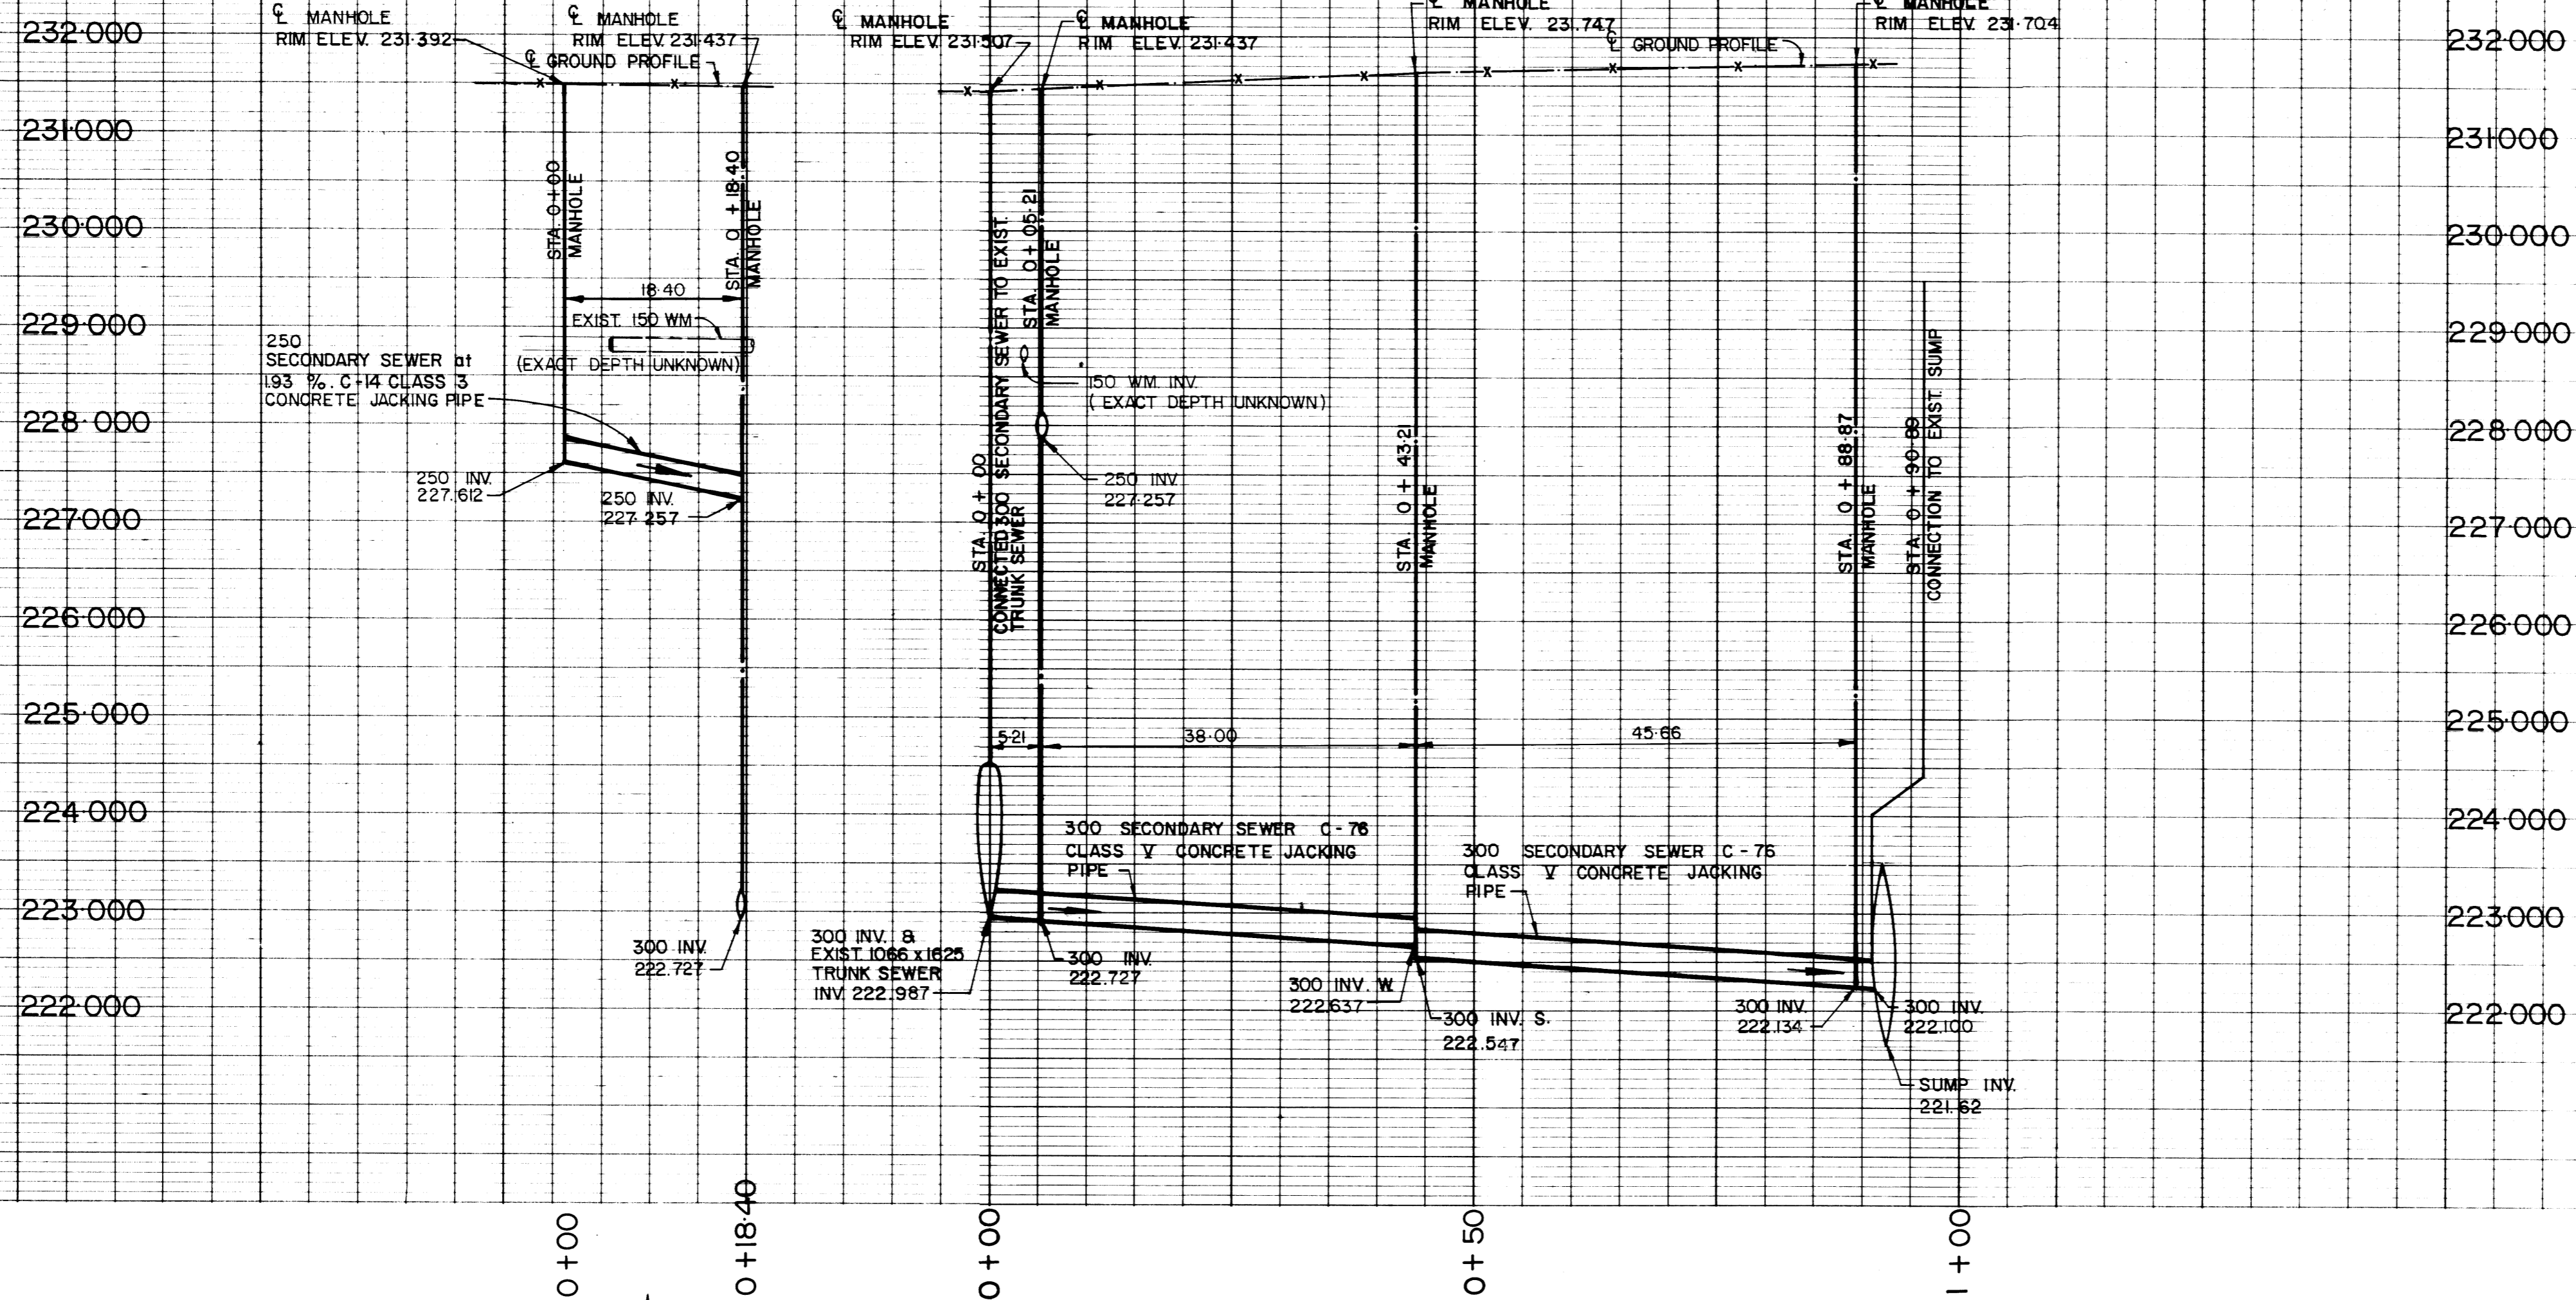 232·000
231·000
230·000
229·000
228·000
227·000
226·000
225·000
224·000
223·000
222·000
℄ MANHOLE
RIM ELEV. 231·392
℄ MANHOLE
RIM ELEV. 231·437
℄ GROUND PROFILE
STA. 0+00
MANHOLE
STA. 0 +18·40
MANHOLE
18·40
EXIST. 150 WM
(EXACT DEPTH UNKNOWN)
250
SECONDARY SEWER at
1.93 %. C-14 CLASS 3
CONCRETE JACKING PIPE
250 INV.
227.612
250 INV.
227·257
300 INV.
222.727
℄ MANHOLE
RIM ELEV. 231·507
℄ MANHOLE
RIM ELEV. 231·437
℄ MANHOLE
RIM ELEV. 231.747
℄ GROUND PROFILE
℄ MANHOLE
RIM ELEV. 231·704
STA. 0 + 00
CONNECTED 300 SECONDARY SEWER TO EXIST.
TRUNK SEWER
STA. 0+ 05·21
MANHOLE
150 WM. INV.
( EXACT DEPTH UNKNOWN)
250 INV.
227·257
STA. 0 + 43·21
MANHOLE
STA. 0 + 88·87
MANHOLE
STA. 0 + 90·89
CONNECTION TO EXIST. SUMP
5·21
38·00
45·66
300 SECONDARY SEWER C-76
CLASS V CONCRETE JACKING
PIPE
300 SECONDARY SEWER C-76
CLASS V CONCRETE JACKING
PIPE
300 INV. &
EXIST. 1066 x 1625
TRUNK SEWER
INV. 222.987
300 INV.
222.727
300 INV. W.
222.637
300 INV. S.
222.547
300 INV.
222.134
300 INV.
222.100
SUMP INV.
221.62
232·000
231·000
230·000
229·000
228·000
227·000
226·000
225·000
224·000
223·000
222·000
0 + 00
0 +18·40
0 + 00
0 + 50
1 + 00